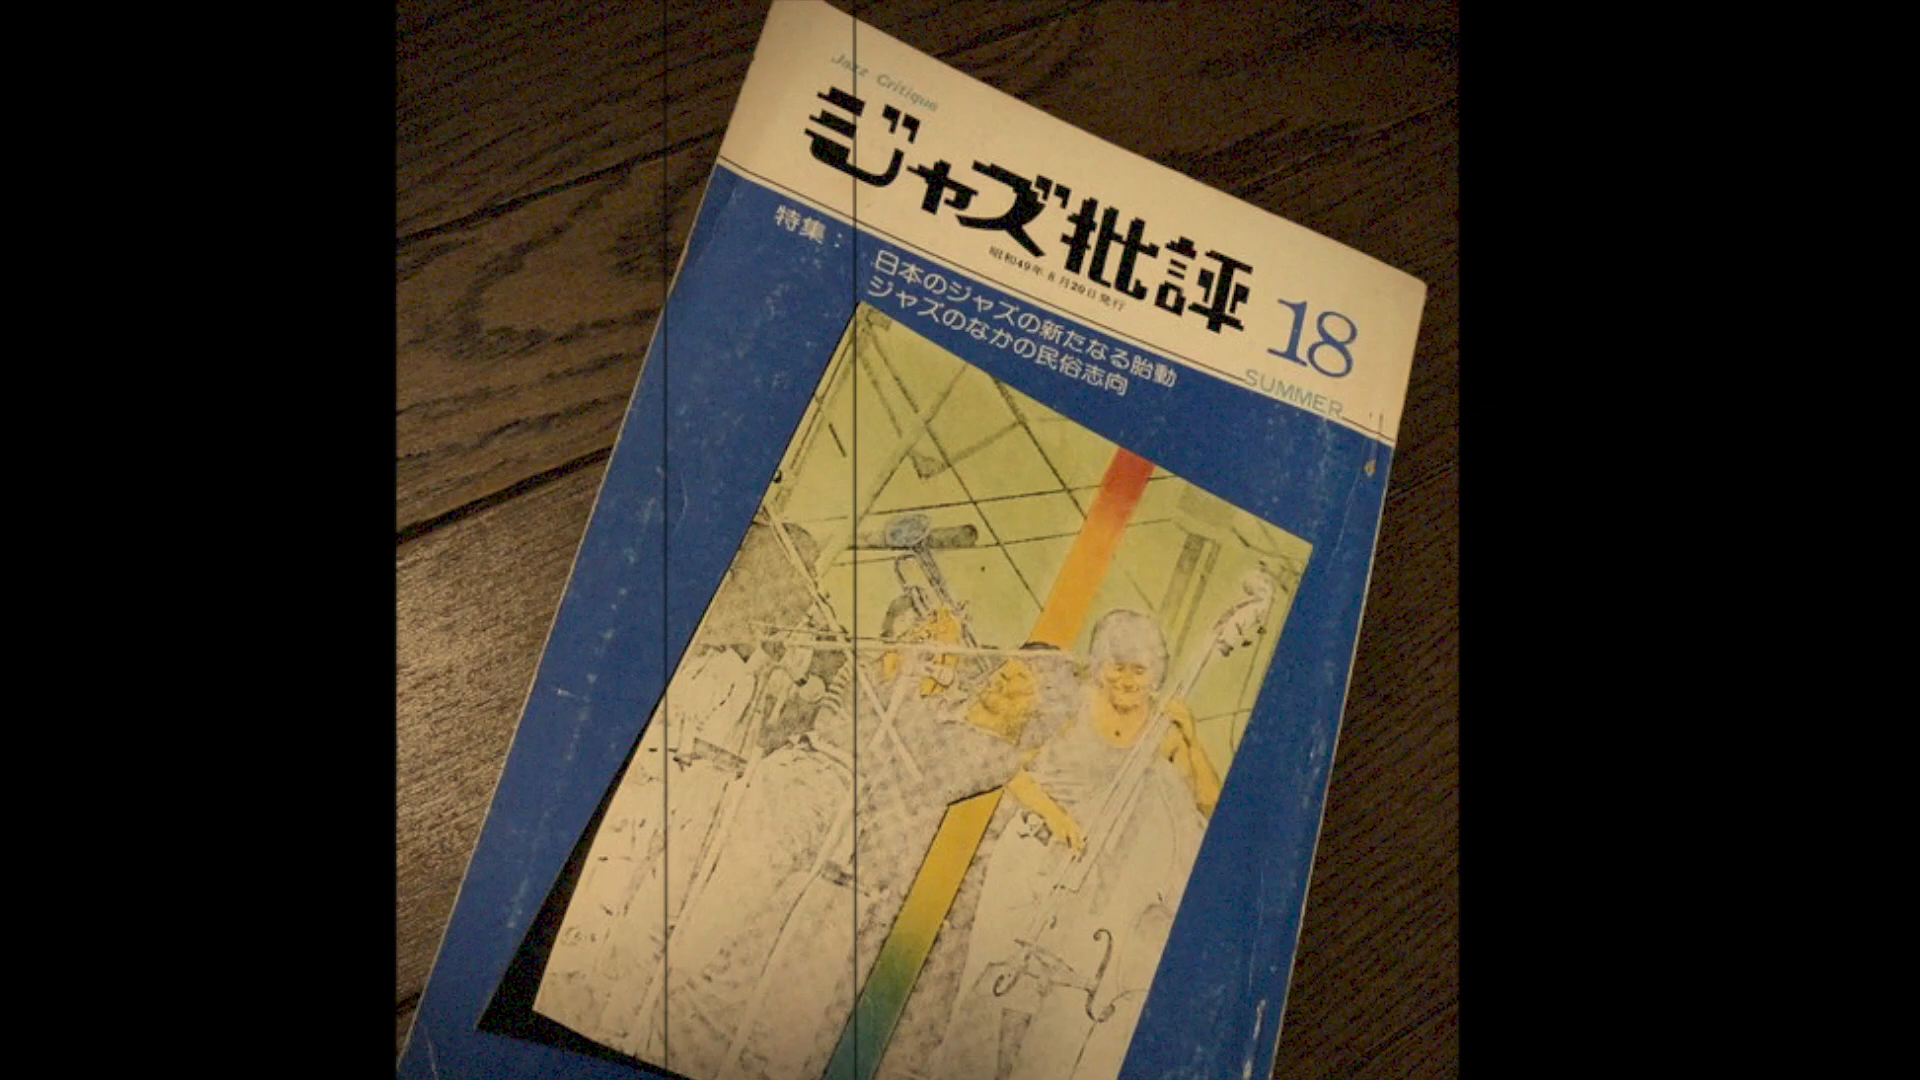 Jazz Critique
ジャズ批評
昭和49年8月20日発行
18
SUMMER
特集：
日本のジャズの新たなる胎動
ジャズのなかの民俗志向